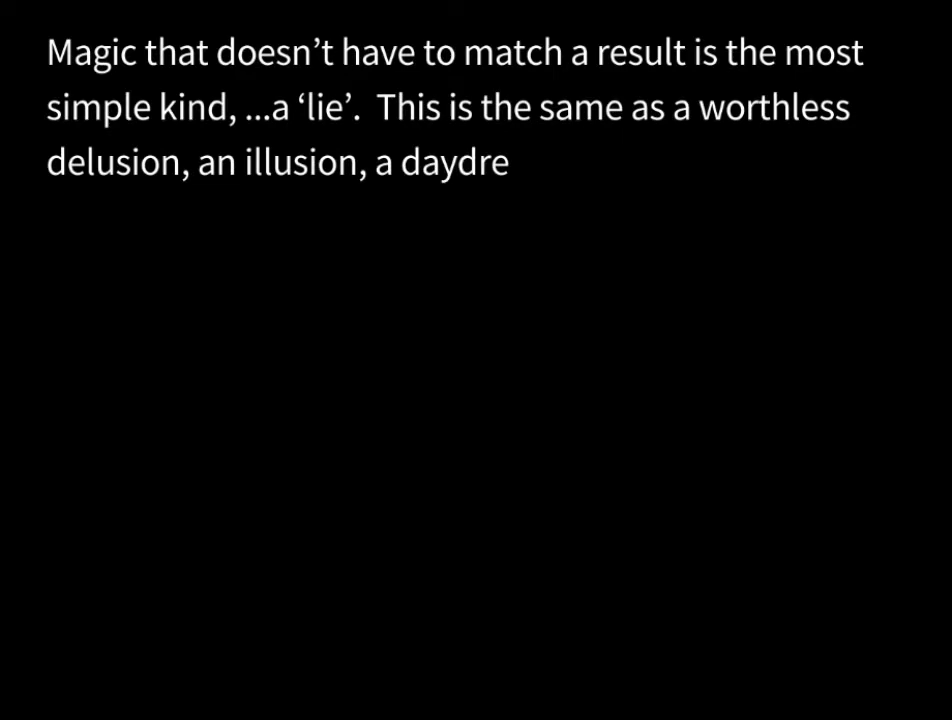 Magic that doesn’t have to match a result is the most
simple kind, ...a ‘lie’.  This is the same as a worthless
delusion, an illusion, a daydre